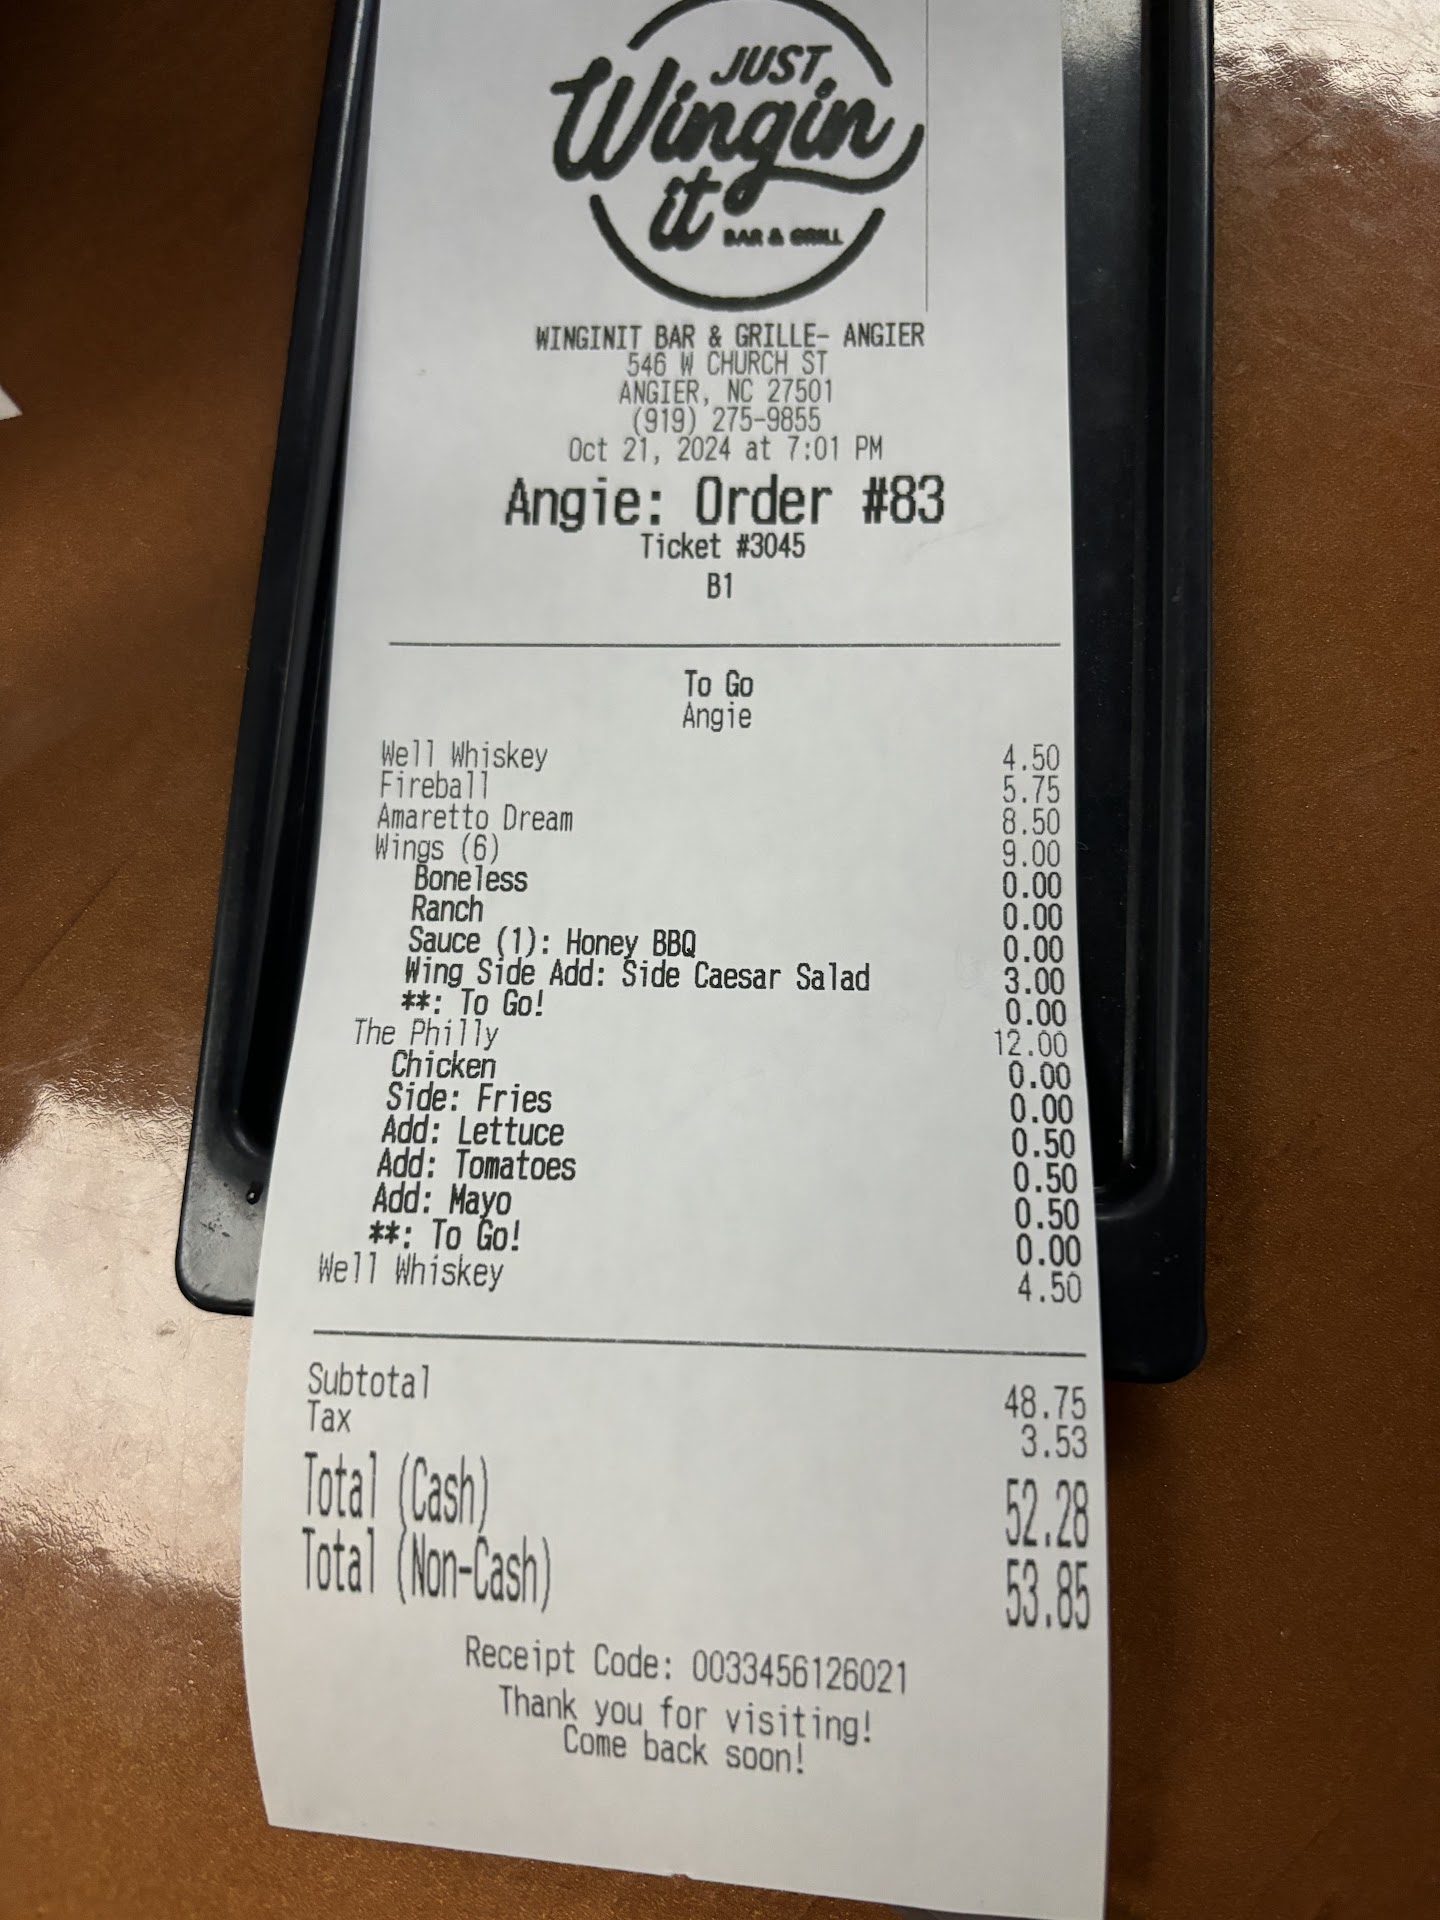 JUST
Wingin
it BAR & GRILL
WINGINIT BAR & GRILLE- ANGIER
546 W CHURCH ST
ANGIER, NC 27501
(919) 275-9855
Oct 21, 2024 at 7:01 PM
Angie: Order #83
Ticket #3045
B1
To Go
Angie
Well Whiskey 4.50
Fireball 5.75
Amaretto Dream 8.50
Wings (6) 9.00
Boneless 0.00
Ranch 0.00
Sauce (1): Honey BBQ 0.00
Wing Side Add: Side Caesar Salad 3.00
**: To Go! 0.00
The Philly 12.00
Chicken 0.00
Side: Fries 0.00
Add: Lettuce 0.50
Add: Tomatoes 0.50
Add: Mayo 0.50
**: To Go! 0.00
Well Whiskey 4.50
Subtotal 48.75
Tax 3.53
Total (Cash) 52.28
Total (Non-Cash) 53.85
Receipt Code: 0033456126021
Thank you for visiting!
Come back soon!